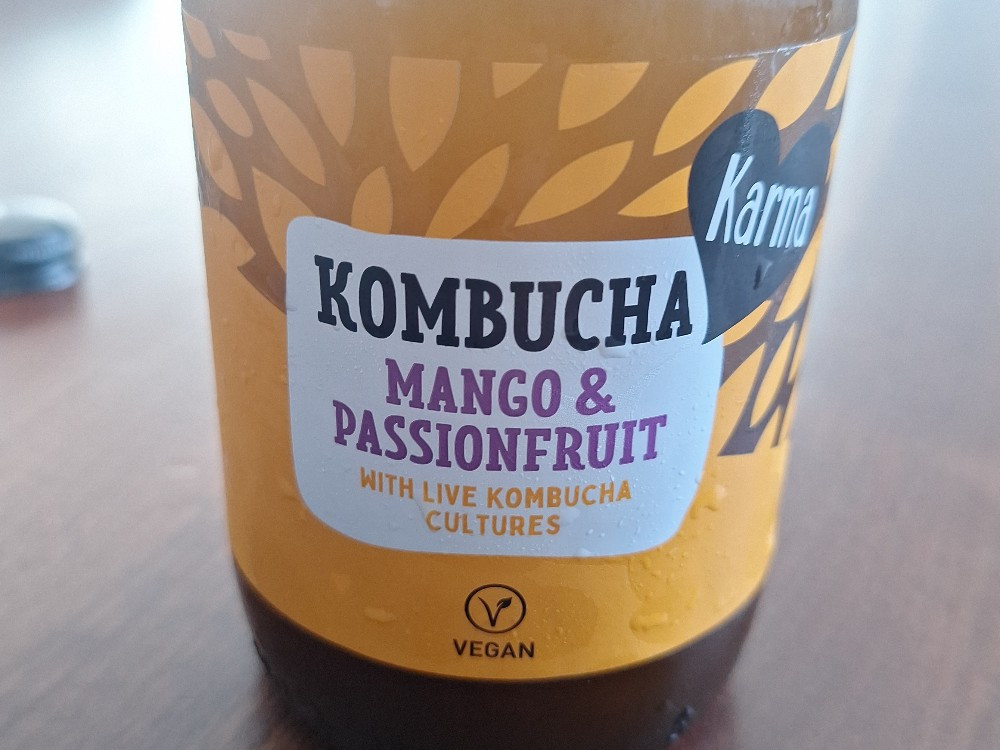 Karma
KOMBUCHA
MANGO &
PASSIONFRUIT
WITH LIVE KOMBUCHA
CULTURES
VEGAN